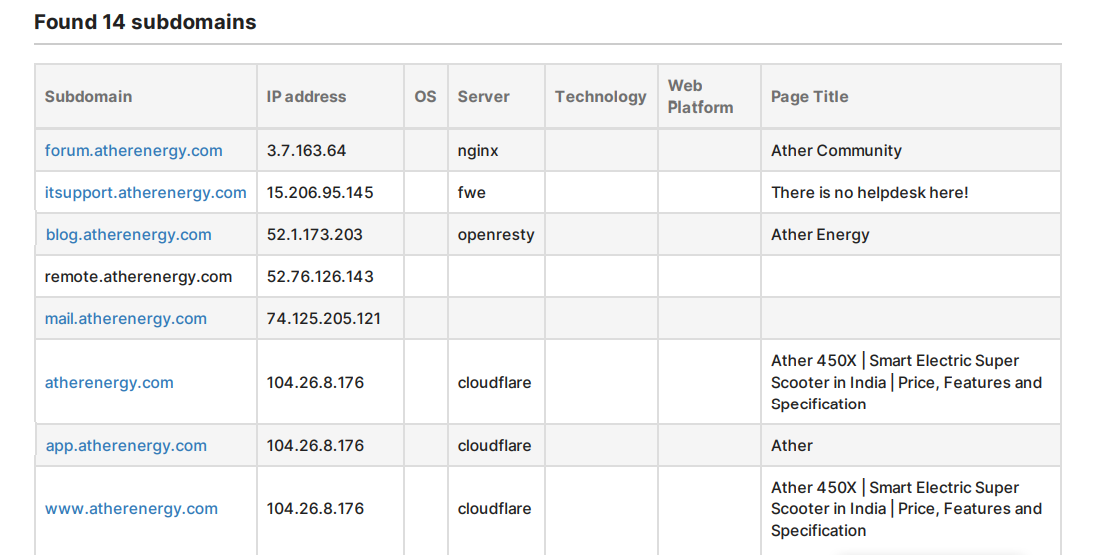 Found 14 subdomains
Subdomain IP address OS Server Technology Web Platform Page Title
forum.atherenergy.com 3.7.163.64 nginx Ather Community
itsupport.atherenergy.com 15.206.95.145 fwe There is no helpdesk here!
blog.atherenergy.com 52.1.173.203 openresty Ather Energy
remote.atherenergy.com 52.76.126.143
mail.atherenergy.com 74.125.205.121
atherenergy.com 104.26.8.176 cloudflare Ather 450X | Smart Electric Super
Scooter in India | Price, Features and
Specification
app.atherenergy.com 104.26.8.176 cloudflare Ather
www.atherenergy.com 104.26.8.176 cloudflare Ather 450X | Smart Electric Super
Scooter in India | Price, Features and
Specification